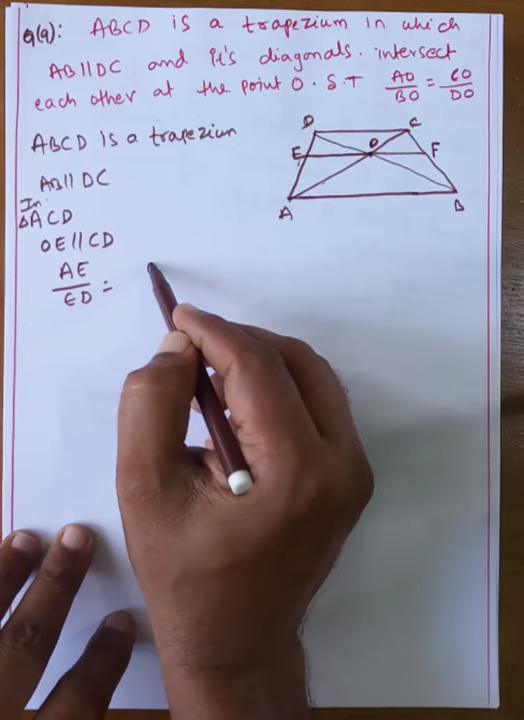 Q(9): ABCD is a trapezium in which
AB||DC and it's diagonals. intersect
each other at the point O. S.T AO/BO = CO/DO
ABCD is a trapezium
AB||DC
In
△ACD
OE||CD
AE/ED =
D C
E O F
A B